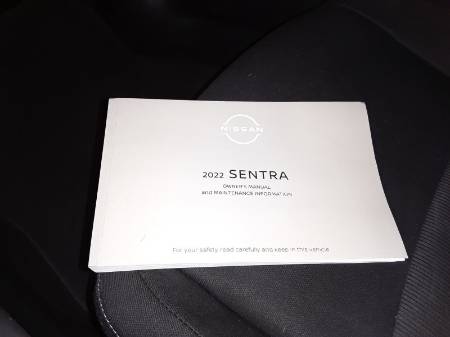 NISSAN
2022 SENTRA
OWNER'S MANUAL
and MAINTENANCE INFORMATION
For your safety, read carefully and keep in this vehicle.